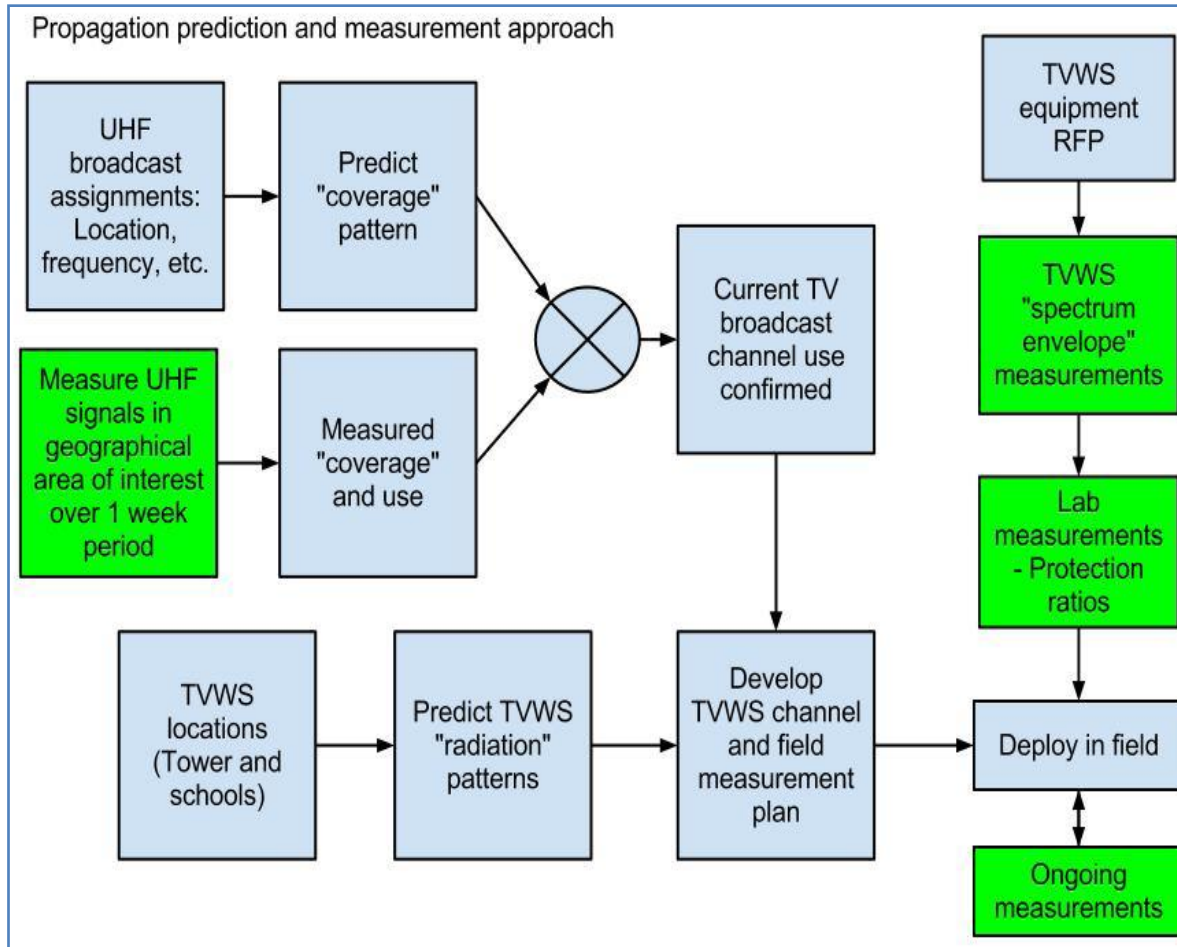 Propagation prediction and measurement approach
UHF
broadcast
assignments:
Location,
frequency, etc.
Predict
"coverage"
pattern
Measure UHF
signals in
geographical
area of interest
over 1 week
period
Measured
"coverage"
and use
Current TV
broadcast
channel use
confirmed
TVWS
locations
(Tower and
schools)
Predict TVWS
"radiation"
patterns
Develop
TVWS channel
and field
measurement
plan
TVWS
equipment
RFP
TVWS
"spectrum
envelope"
measurements
Lab
measurements
- Protection
ratios
Deploy in field
Ongoing
measurements